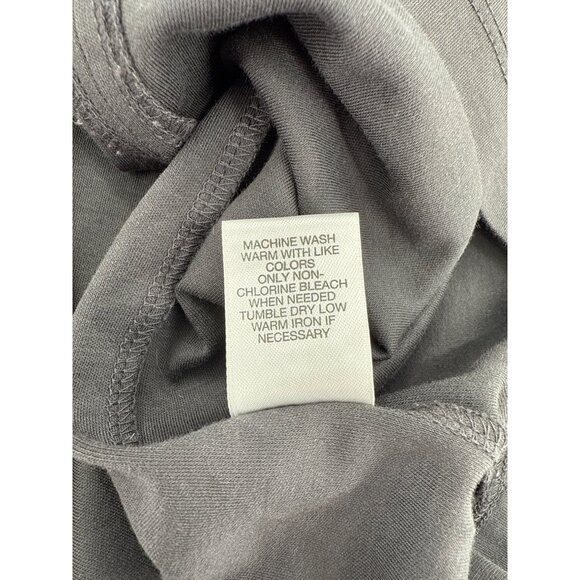 MACHINE WASH
WARM WITH LIKE
COLORS
ONLY NON-
CHLORINE BLEACH
WHEN NEEDED
TUMBLE DRY LOW
WARM IRON IF
NECESSARY